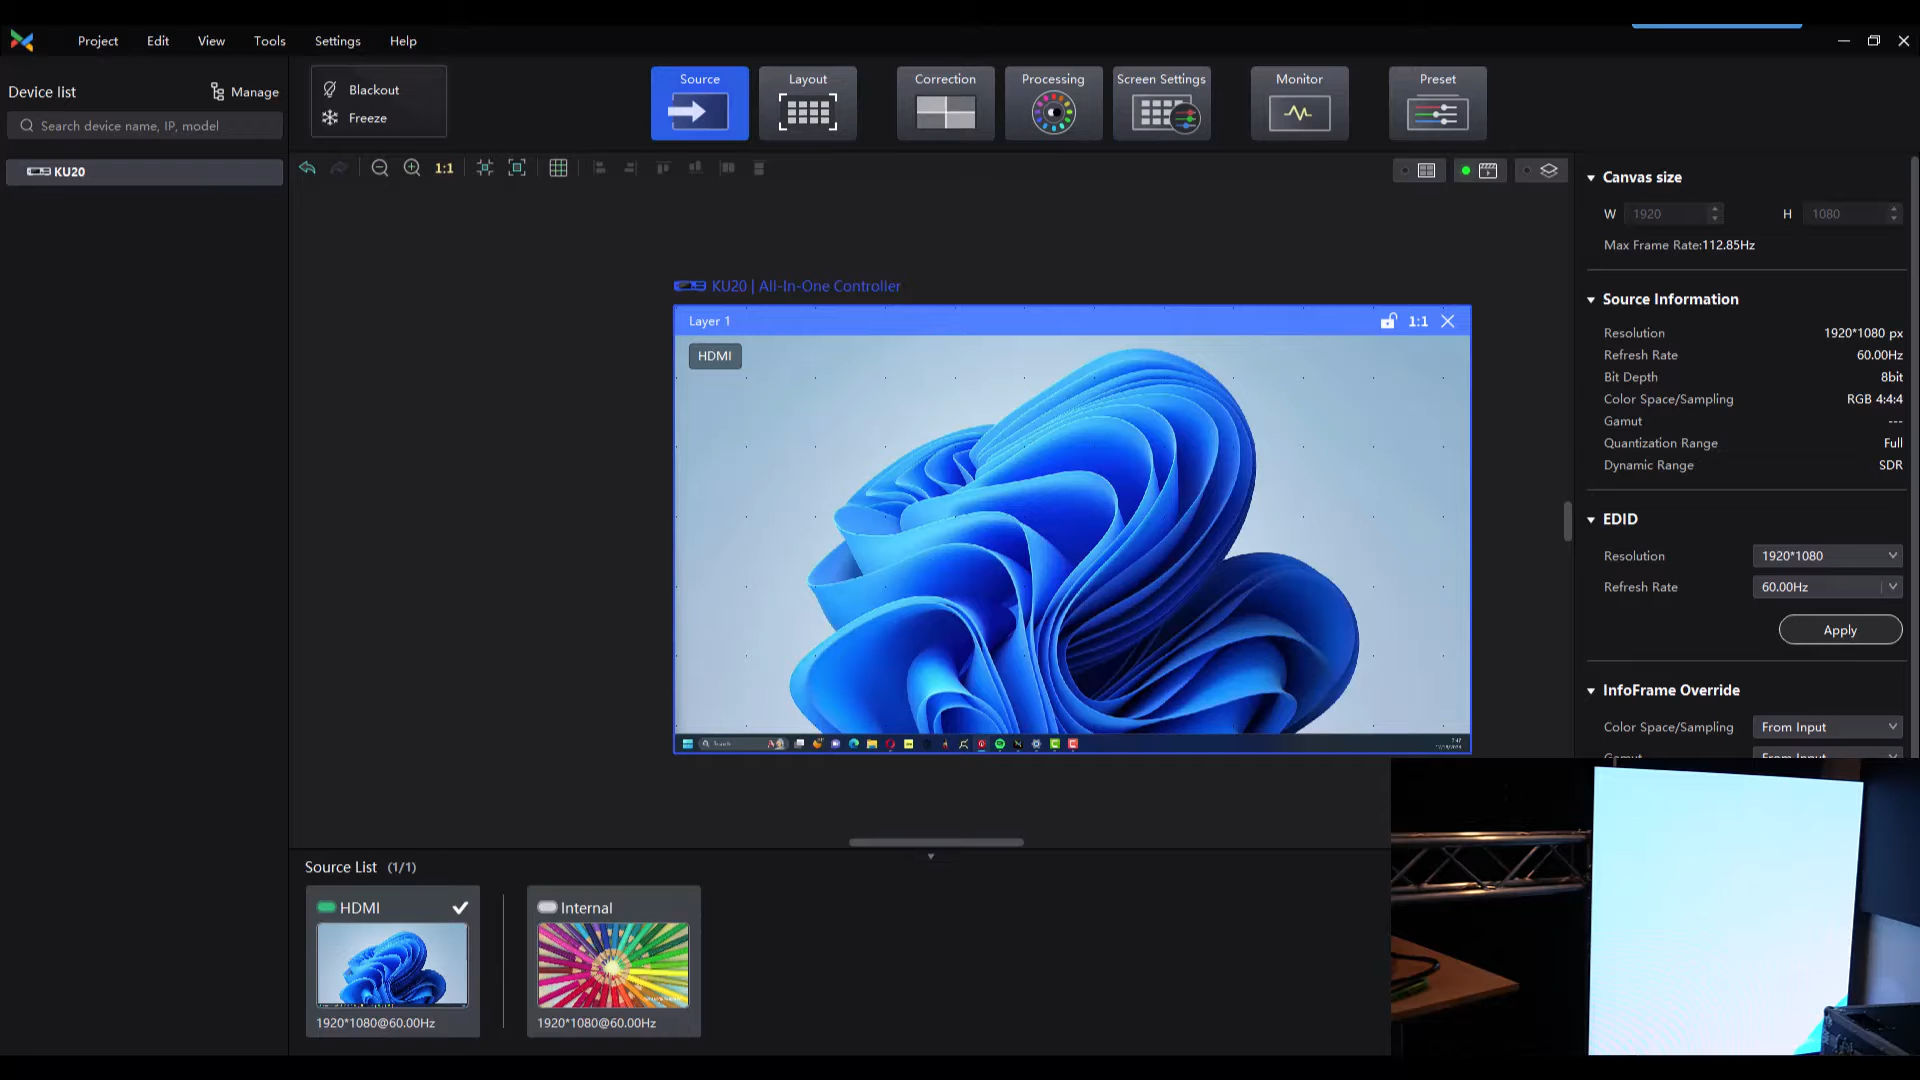 Project Edit View Tools Settings Help
Device list Manage
Search device name, IP, model
KU20
Blackout
Freeze
Source Layout Correction Processing Screen Settings Monitor Preset
1:1
KU20 | All-In-One Controller
Layer 1 1:1
HDMI
Search
Canvas size
W 1920 H 1080
Max Frame Rate:112.85Hz
Source Information
Resolution 1920*1080 px
Refresh Rate 60.00Hz
Bit Depth 8bit
Color Space/Sampling RGB 4:4:4
Gamut ---
Quantization Range Full
Dynamic Range SDR
EDID
Resolution 1920*1080
Refresh Rate 60.00Hz
Apply
InfoFrame Override
Color Space/Sampling From Input
Gamut From Input
Source List (1/1)
HDMI
1920*1080@60.00Hz
Internal
1920*1080@60.00Hz